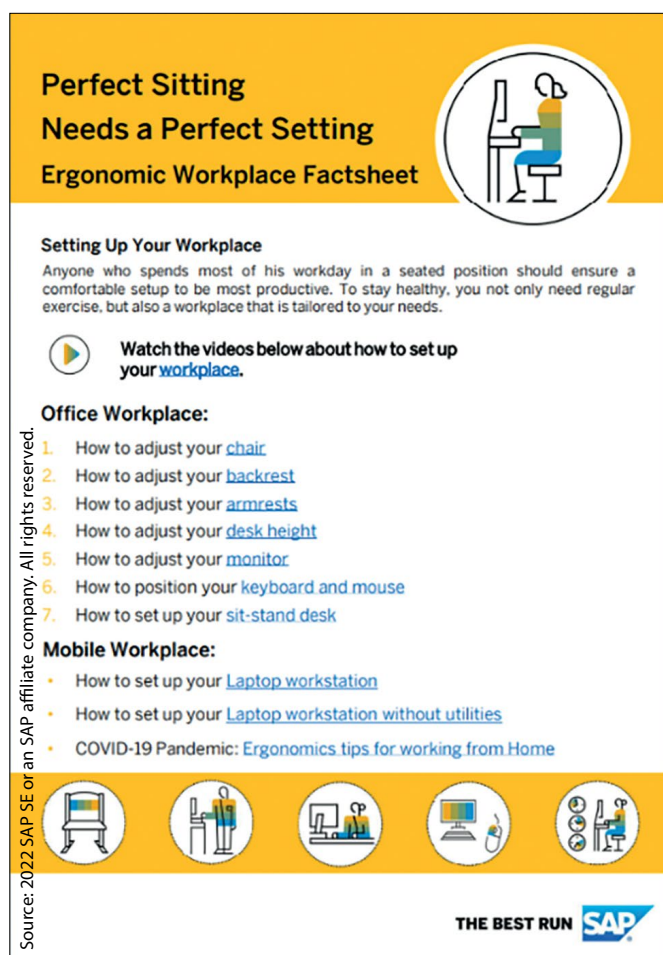 Perfect Sitting
Needs a Perfect Setting
Ergonomic Workplace Factsheet
Setting Up Your Workplace
Anyone who spends most of his workday in a seated position should ensure a
comfortable setup to be most productive. To stay healthy, you not only need regular
exercise, but also a workplace that is tailored to your needs.
Watch the videos below about how to set up
your workplace.
Office Workplace:
1. How to adjust your chair
2. How to adjust your backrest
3. How to adjust your armrests
4. How to adjust your desk height
5. How to adjust your monitor
6. How to position your keyboard and mouse
7. How to set up your sit-stand desk
Mobile Workplace:
• How to set up your Laptop workstation
• How to set up your Laptop workstation without utilities
• COVID-19 Pandemic: Ergonomics tips for working from Home
THE BEST RUN SAP
Source: 2022 SAP SE or an SAP affiliate company. All rights reserved.